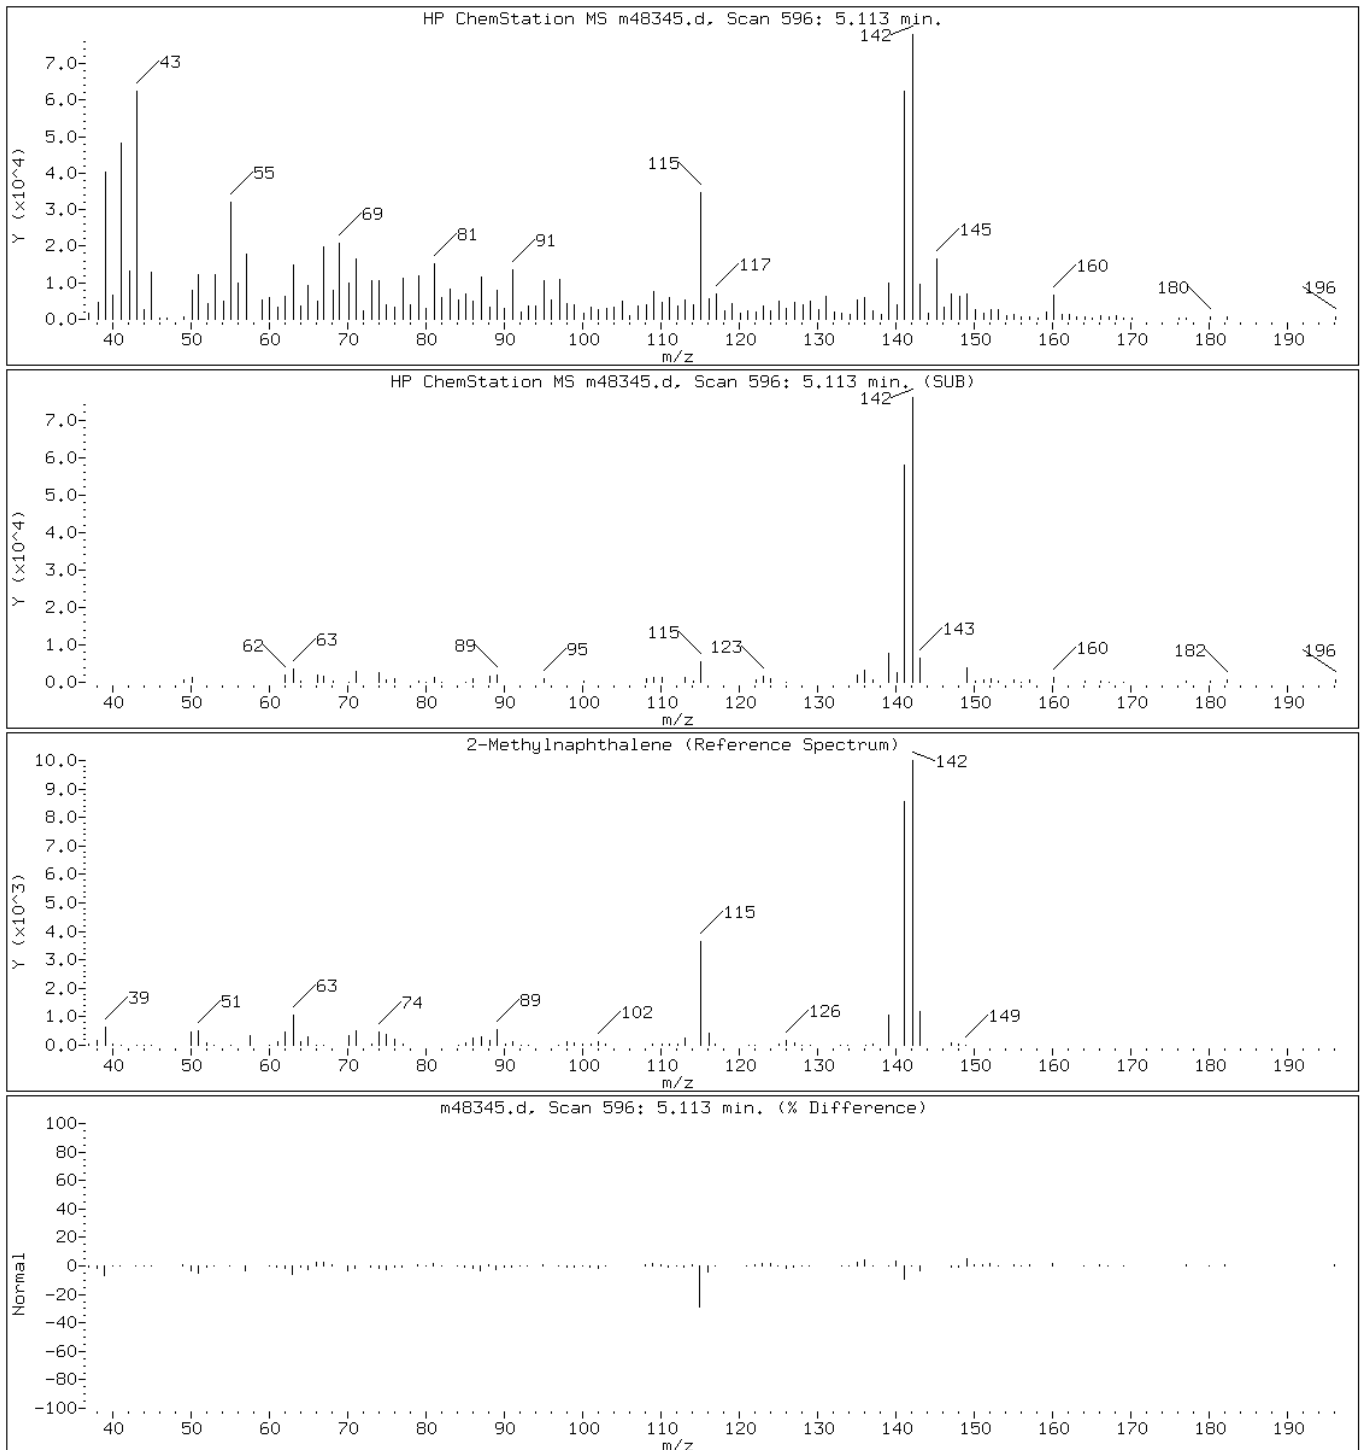 HP ChemStation MS m48345.d, Scan 596: 5.113 min.
142
7.0
43
6.0
5.0
55
115
4.0
69
3.0
81
91
145
2.0
117
160
1.0
180
196
0.0
Y (x10^4)
40 50 60 70 80 90 100 110 120 130 140 150 160 170 180 190
m/z
HP ChemStation MS m48345.d, Scan 596: 5.113 min. (SUB)
142
7.0
6.0
5.0
4.0
3.0
2.0
62 63 89 95 115 123 143 160 182 196
1.0
0.0
Y (x10^4)
40 50 60 70 80 90 100 110 120 130 140 150 160 170 180 190
m/z
2-Methylnaphthalene (Reference Spectrum)
10.0
142
9.0
8.0
7.0
6.0
5.0
115
4.0
3.0
39 51 63 74 89 102 126 149
2.0
1.0
0.0
Y (x10^3)
40 50 60 70 80 90 100 110 120 130 140 150 160 170 180 190
m/z
m48345.d, Scan 596: 5.113 min. (% Difference)
100
80
60
40
20
0
-20
-40
-60
-80
-100
Normal
40 50 60 70 80 90 100 110 120 130 140 150 160 170 180 190
m/z